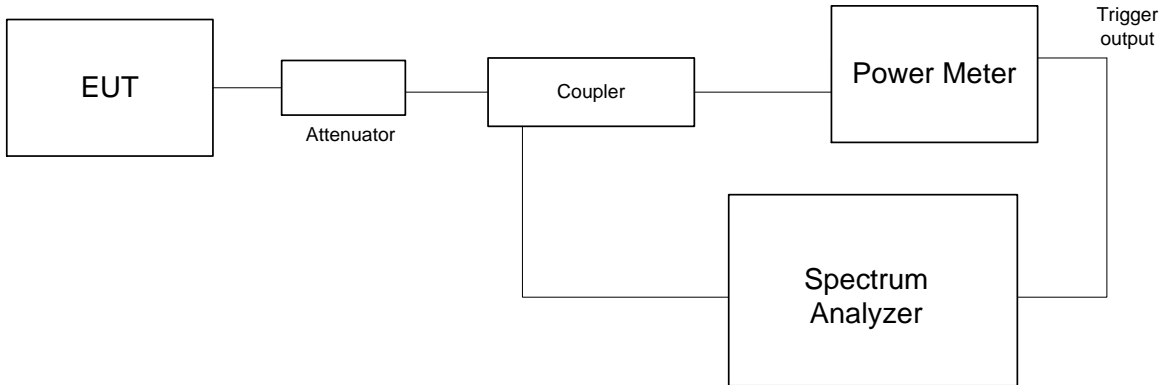 EUT
Attenuator
Coupler
Power Meter
Trigger
output
Spectrum
Analyzer